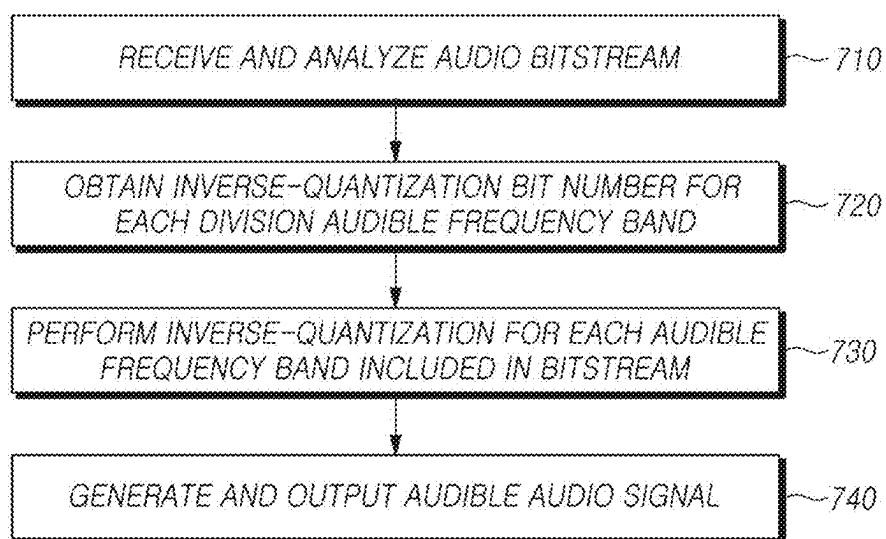 RECEIVE AND ANALYZE AUDIO BITSTREAM
710
OBTAIN INVERSE-QUANTIZATION BIT NUMBER FOR
EACH DIVISION AUDIBLE FREQUENCY BAND
720
PERFORM INVERSE-QUANTIZATION FOR EACH AUDIBLE
FREQUENCY BAND INCLUDED IN BITSTREAM
730
GENERATE AND OUTPUT AUDIBLE AUDIO SIGNAL
740